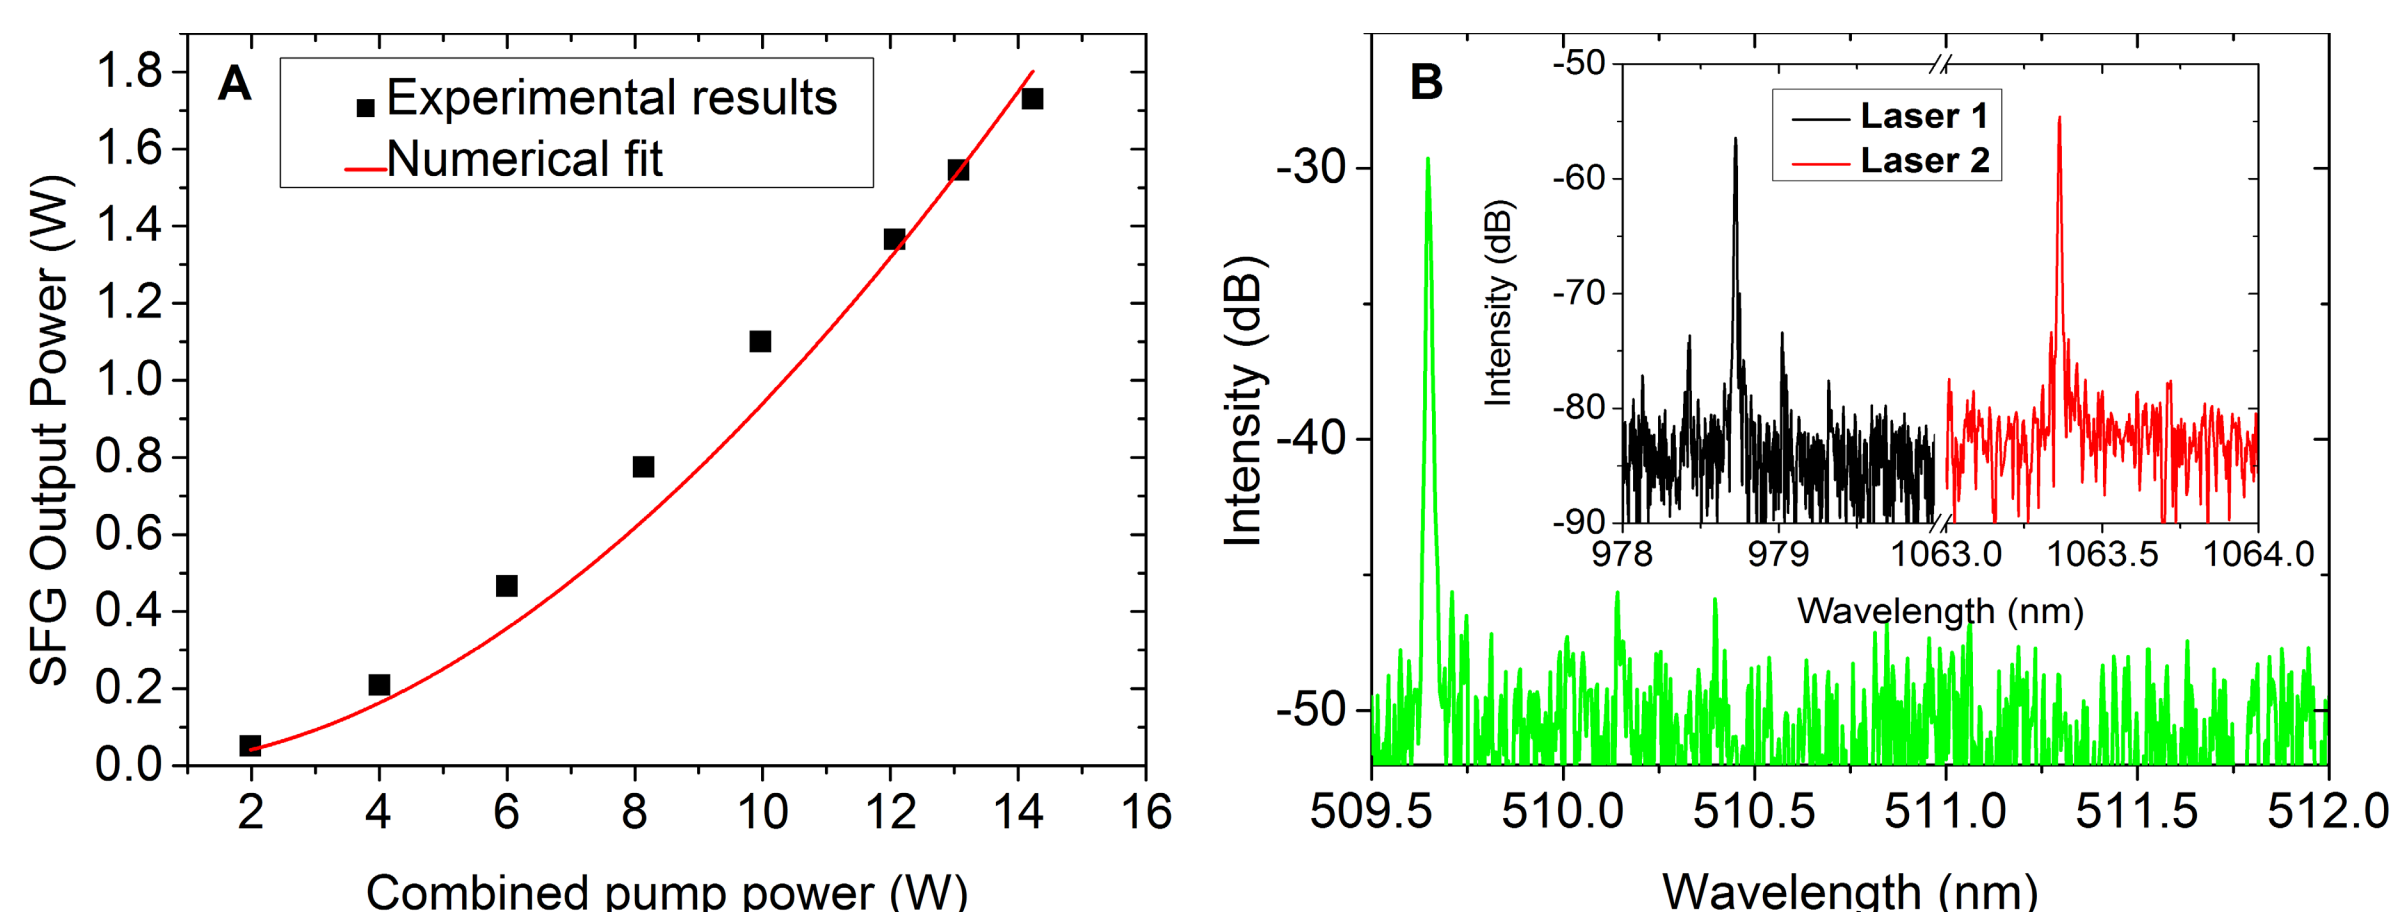 A
Experimental results
Numerical fit
1.8
1.6
1.4
1.2
1.0
0.8
0.6
0.4
0.2
0.0
SFG Output Power (W)
2 4 6 8 10 12 14 16
Combined pump power (W)
B
-30
-40
-50
Intensity (dB)
509.5 510.0 510.5 511.0 511.5 512.0
Wavelength (nm)
Laser 1
Laser 2
-50
-60
-70
-80
-90
Intensity (dB)
978 979 1063.0 1063.5 1064.0
Wavelength (nm)